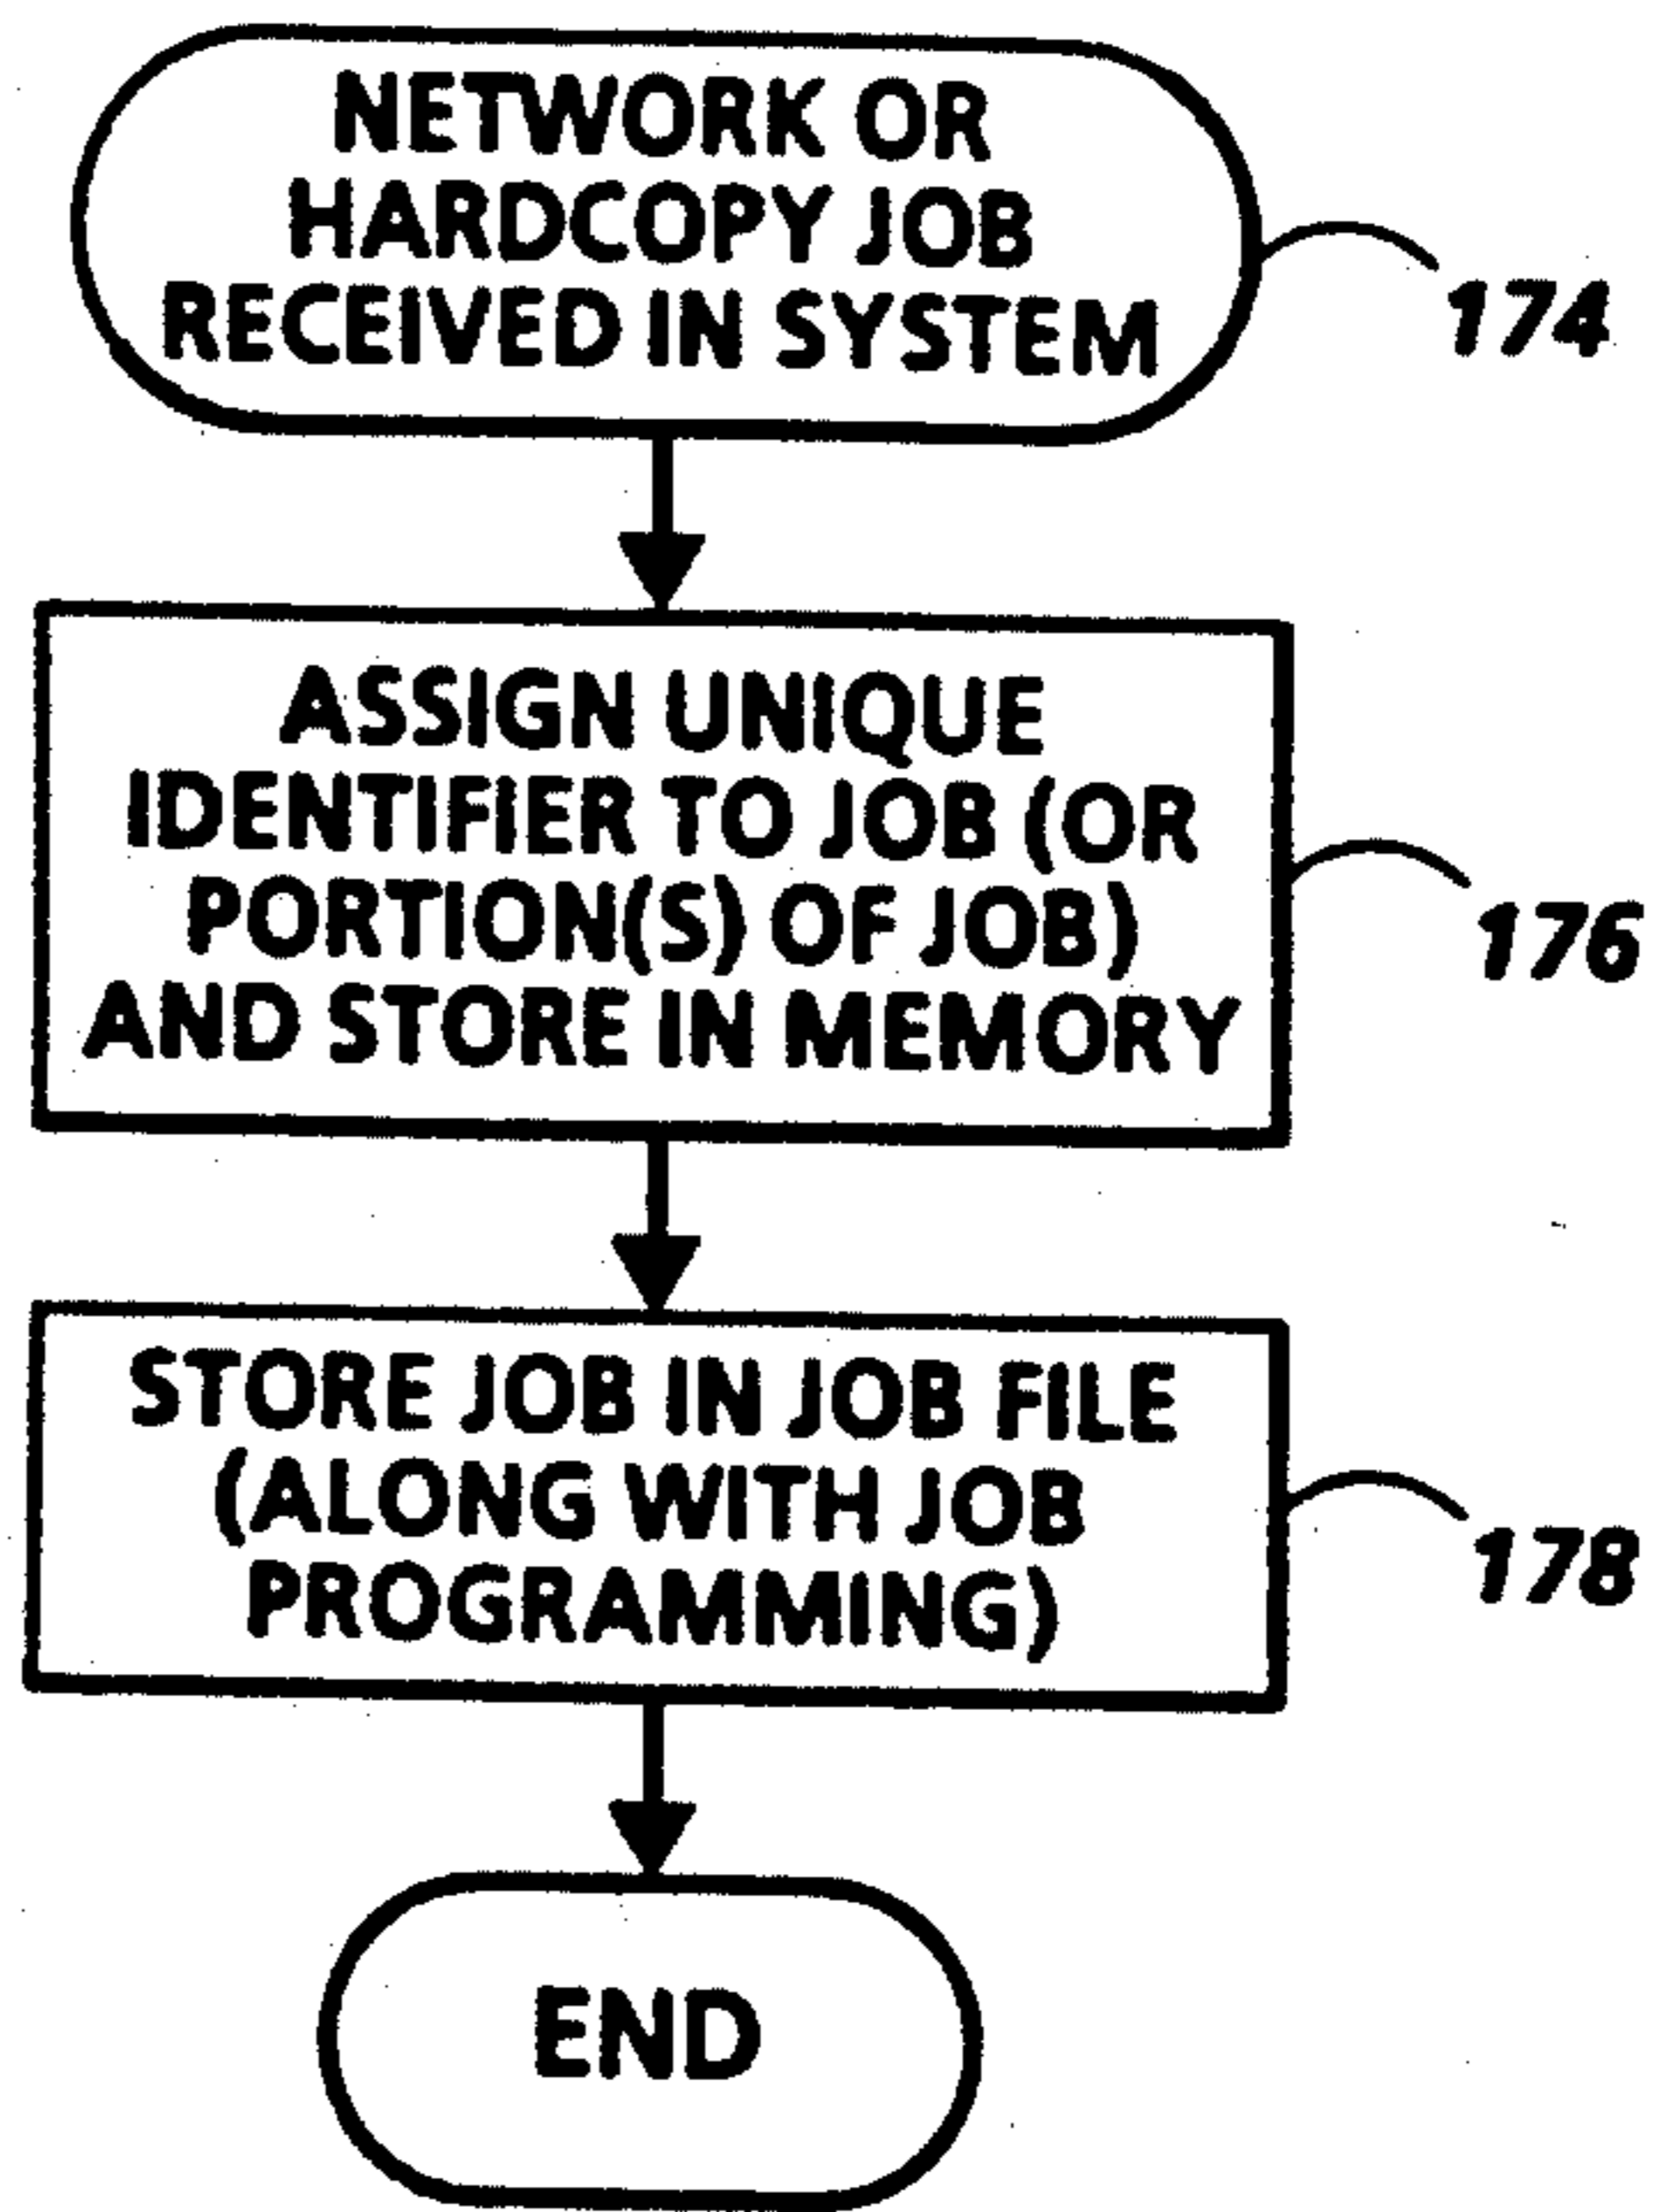 NETWORK OR
HARDCOPY JOB
RECEIVED IN SYSTEM
174
ASSIGN UNIQUE
IDENTIFIER TO JOB (OR
PORTION(S) OF JOB)
AND STORE IN MEMORY
176
STORE JOB IN JOB FILE
(ALONG WITH JOB
PROGRAMMING)
178
END